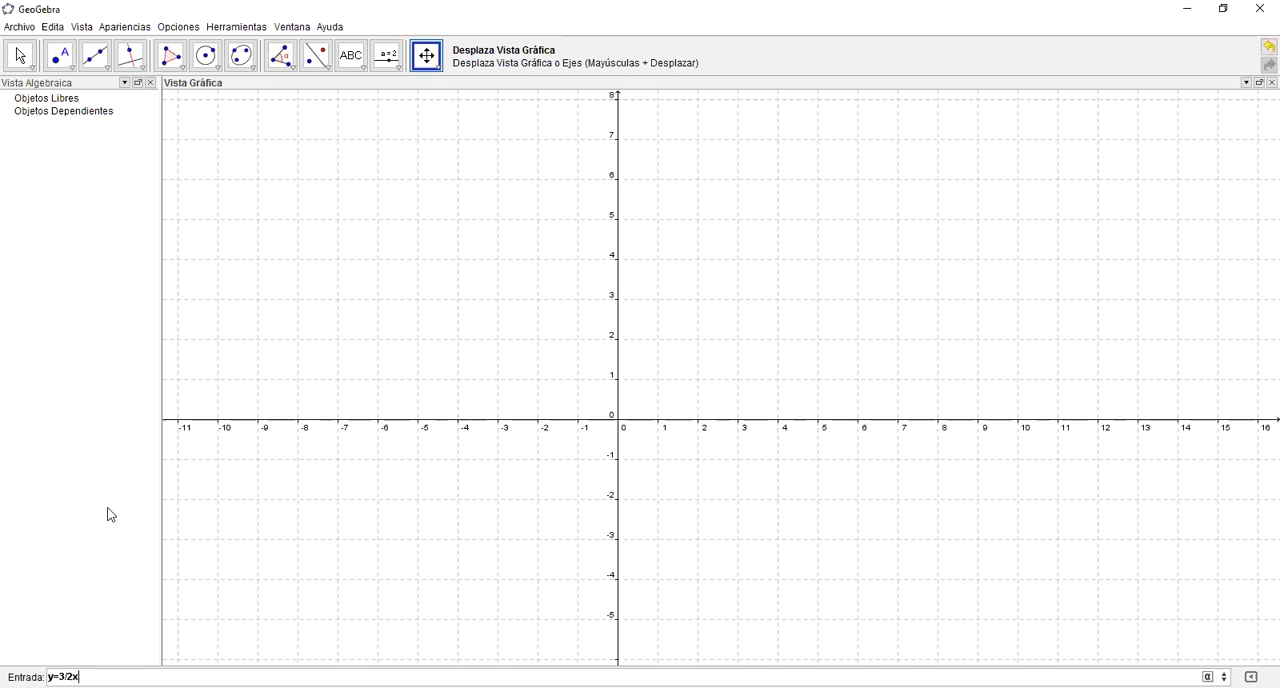 GeoGebra
Archivo Edita Vista Apariencias Opciones Herramientas Ventana Ayuda
A α ABC a=2 Desplaza Vista Gráfica
Desplaza Vista Gráfica o Ejes (Mayúsculas + Desplazar)
Vista Algebraica Vista Gráfica
Objetos Libres
Objetos Dependientes
8
7
6
5
4
3
2
1
0
-11 -10 -9 -8 -7 -6 -5 -4 -3 -2 -1 0 1 2 3 4 5 6 7 8 9 10 11 12 13 14 15 16
-1
-2
-3
-4
-5
Entrada: y=3/2x α